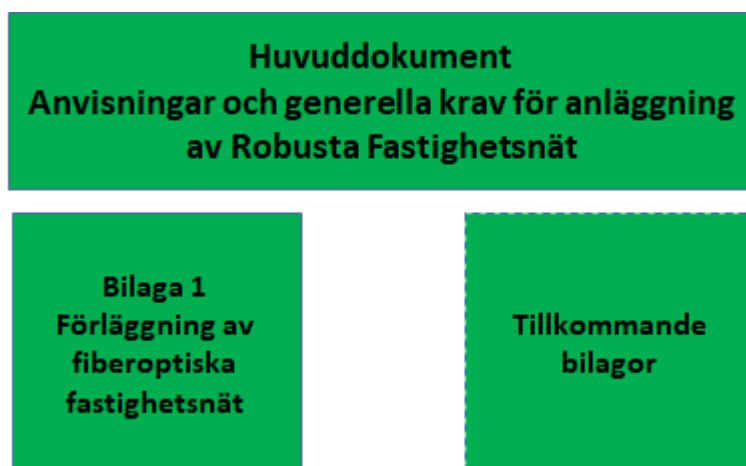 Huvuddokument
Anvisningar och generella krav för anläggning
av Robusta Fastighetsnät
Bilaga 1
Förläggning av
fiberoptiska
fastighetsnät
Tillkommande
bilagor